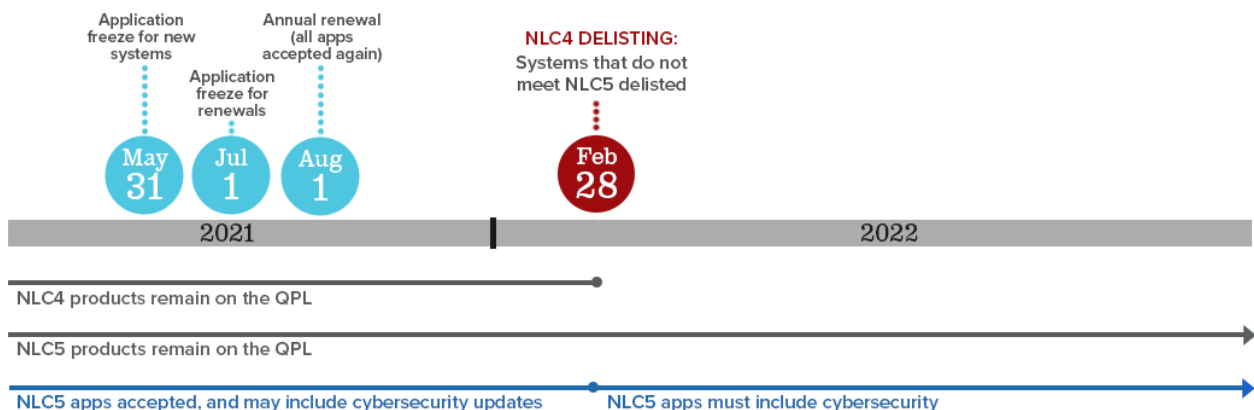 Application
freeze for new
systems
Application
freeze for
renewals
Annual renewal
(all apps
accepted again)
NLC4 DELISTING:
Systems that do not
meet NLC5 delisted
May
31
Jul
1
Aug
1
Feb
28
2021
2022
NLC4 products remain on the QPL
NLC5 products remain on the QPL
NLC5 apps accepted, and may include cybersecurity updates
NLC5 apps must include cybersecurity